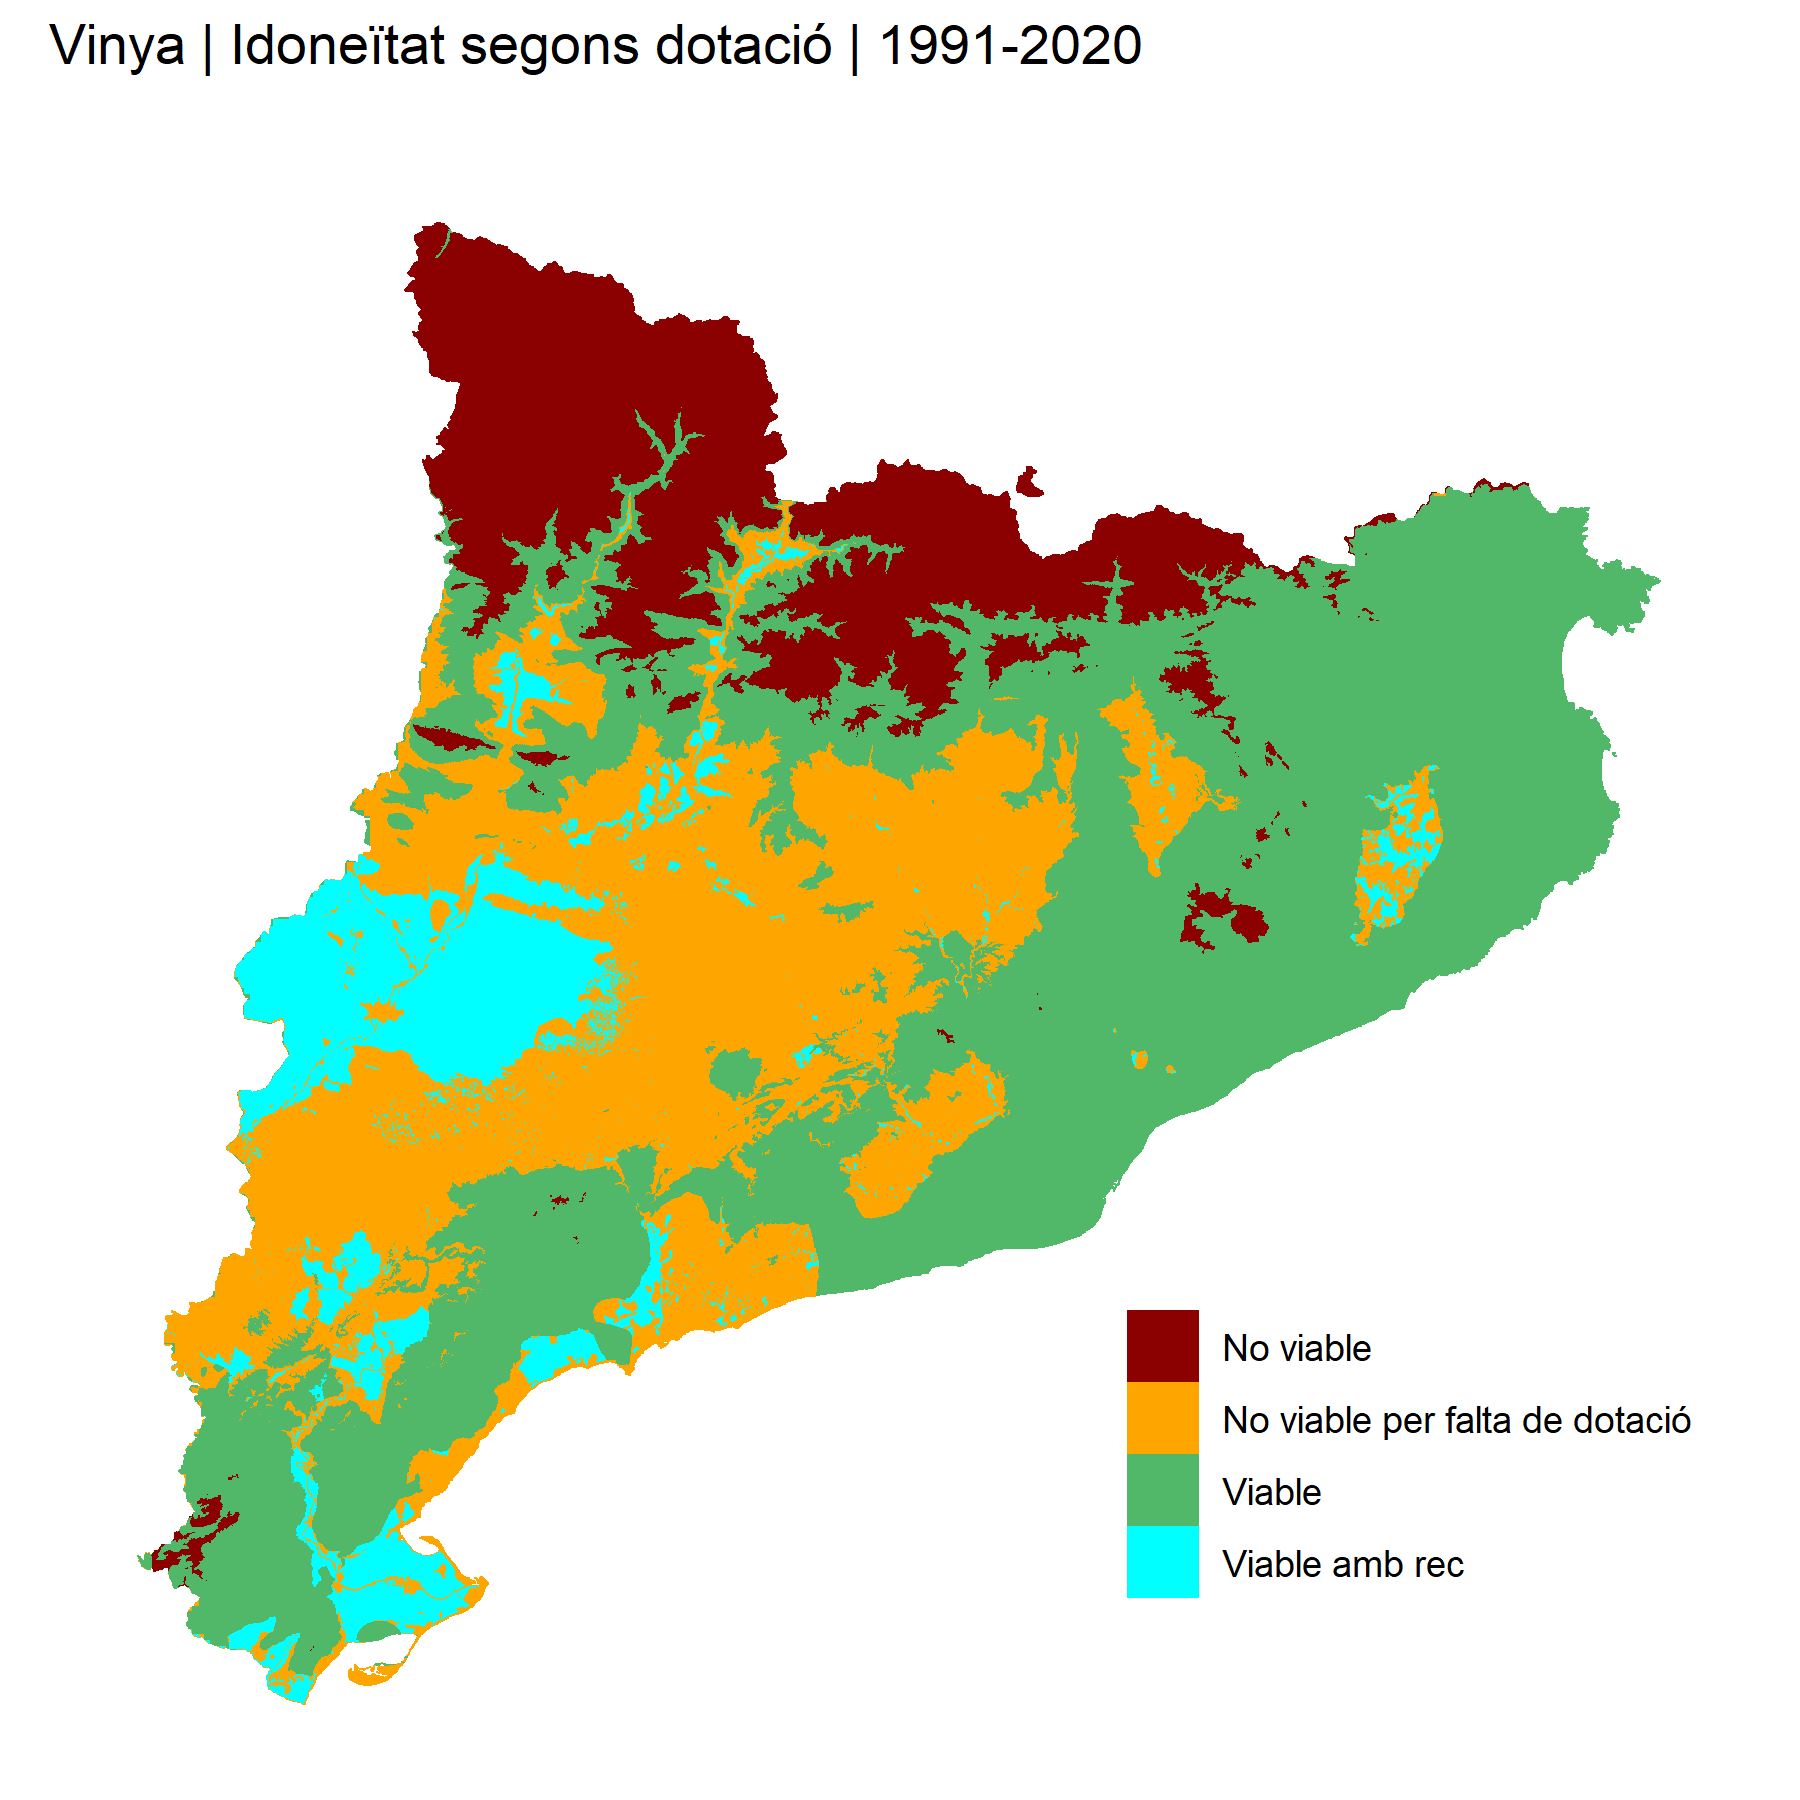 Vinya | Idoneïtat segons dotació | 1991-2020
No viable
No viable per falta de dotació
Viable
Viable amb rec